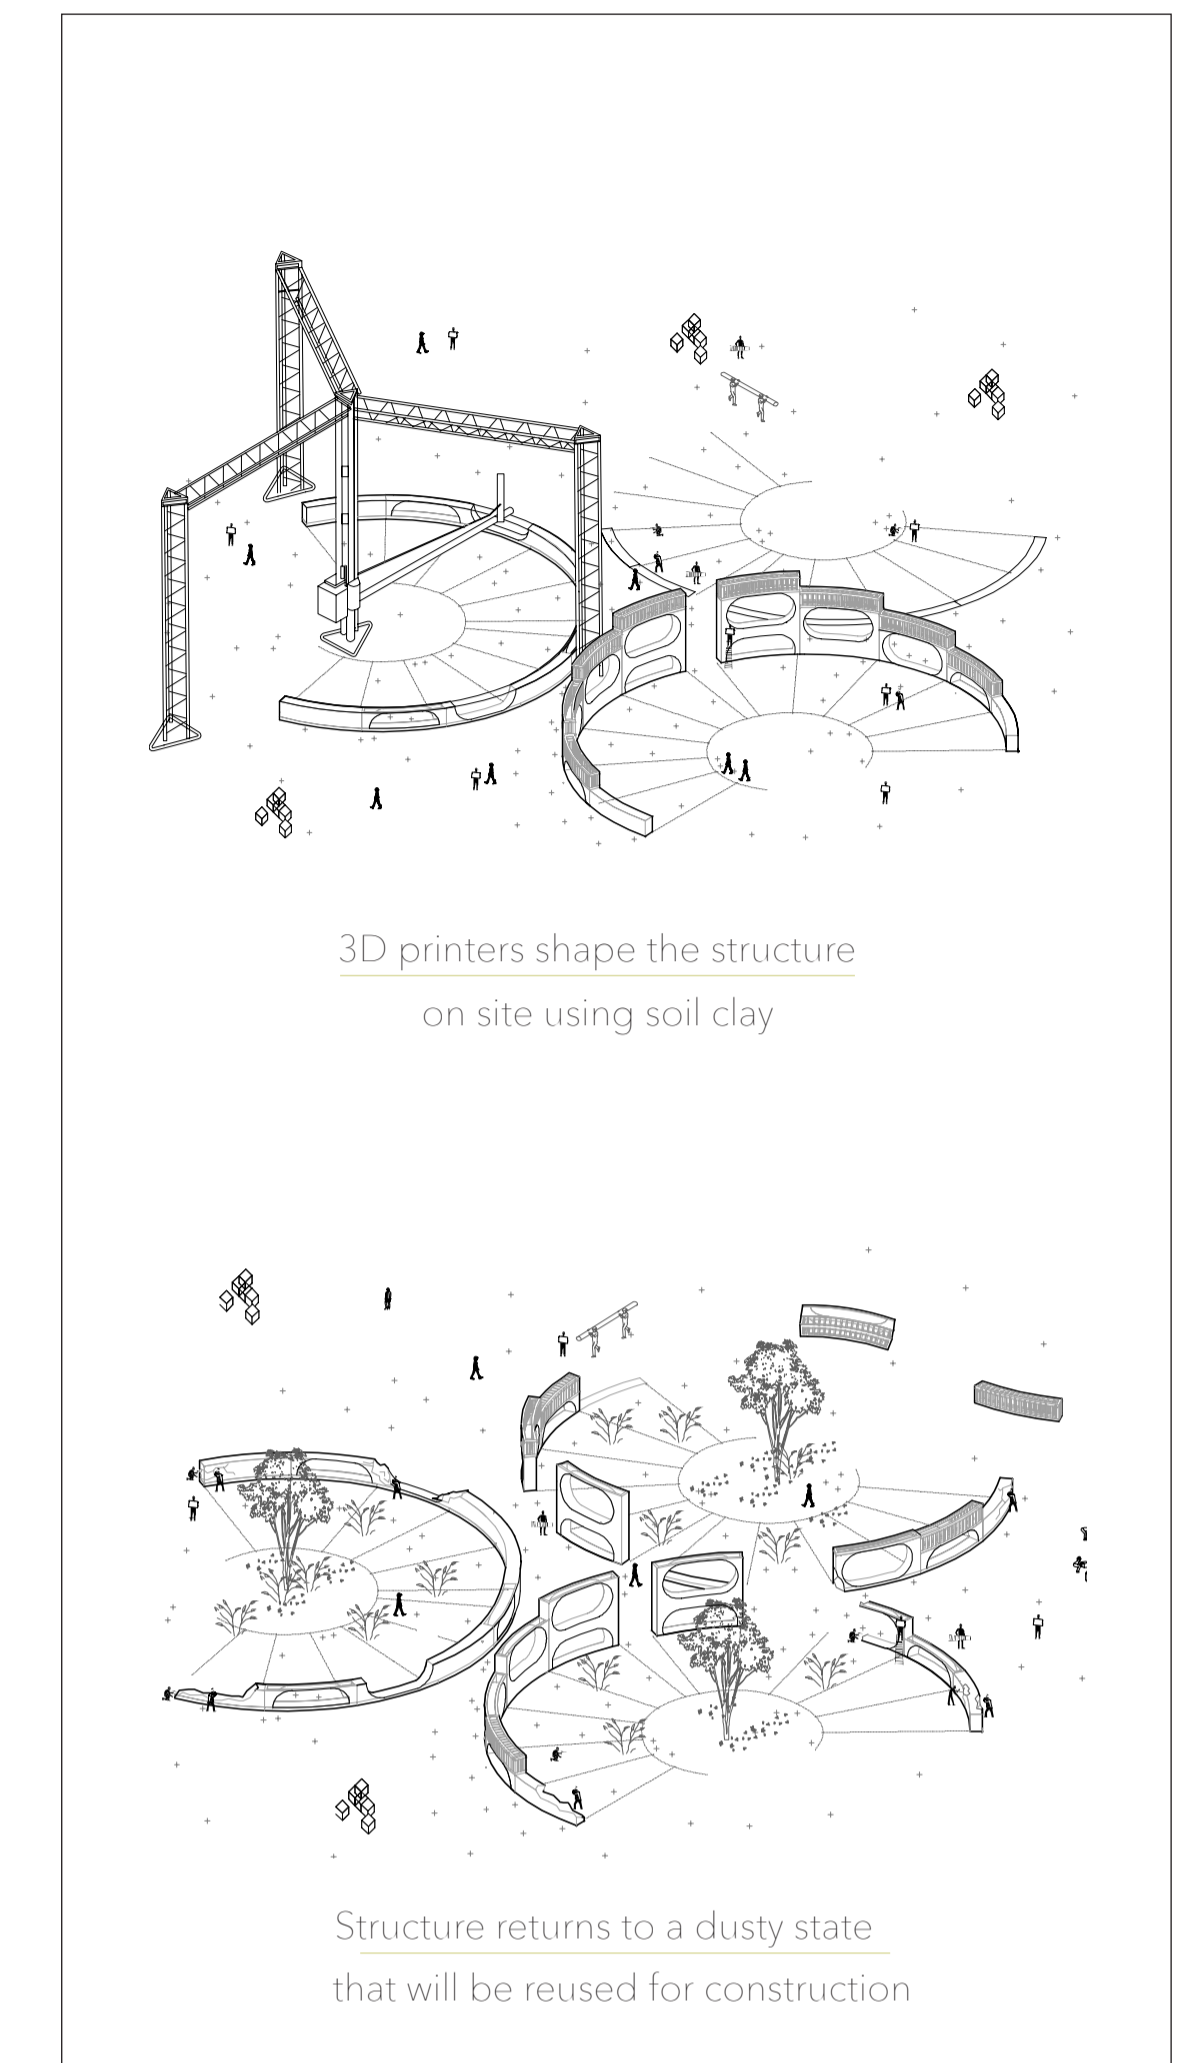 3D printers shape the structure
on site using soil clay
Structure returns to a dusty state
that will be reused for construction